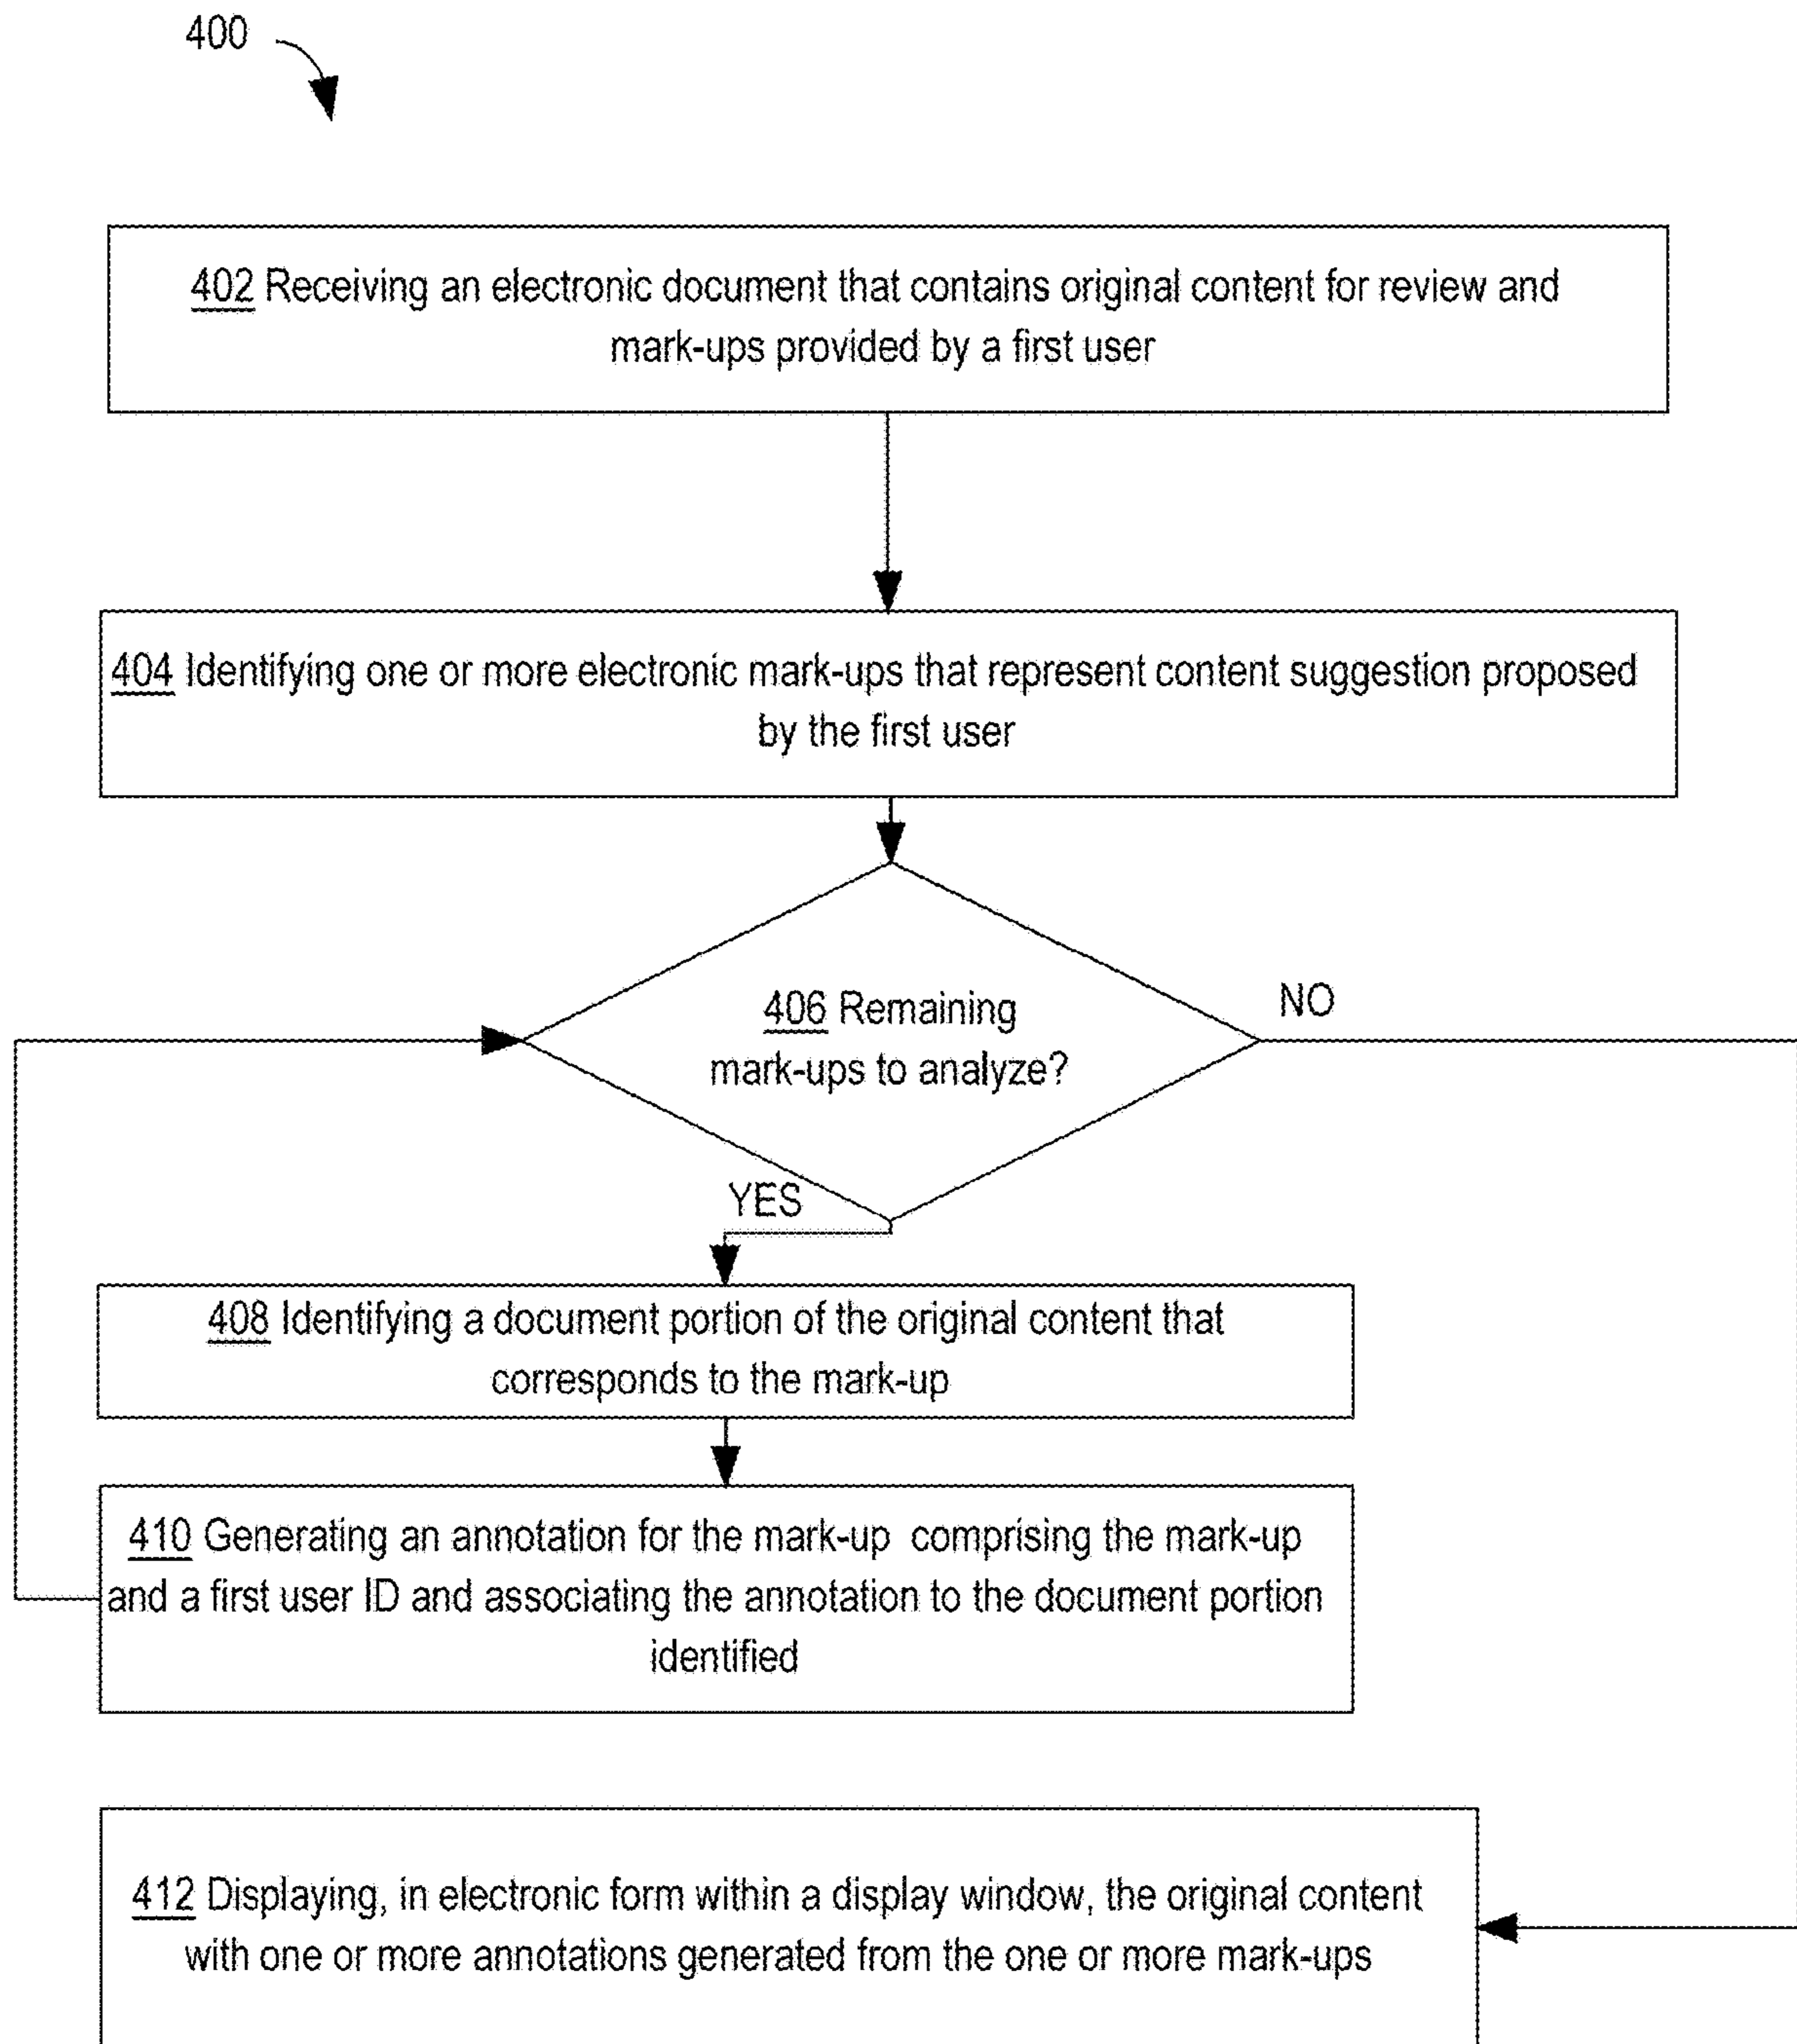 400
402 Receiving an electronic document that contains original content for review and
mark-ups provided by a first user
404 Identifying one or more electronic mark-ups that represent content suggestion proposed
by the first user
406 Remaining
mark-ups to analyze?
NO
YES
408 Identifying a document portion of the original content that
corresponds to the mark-up
410 Generating an annotation for the mark-up comprising the mark-up
and a first user ID and associating the annotation to the document portion
identified
412 Displaying, in electronic form within a display window, the original content
with one or more annotations generated from the one or more mark-ups